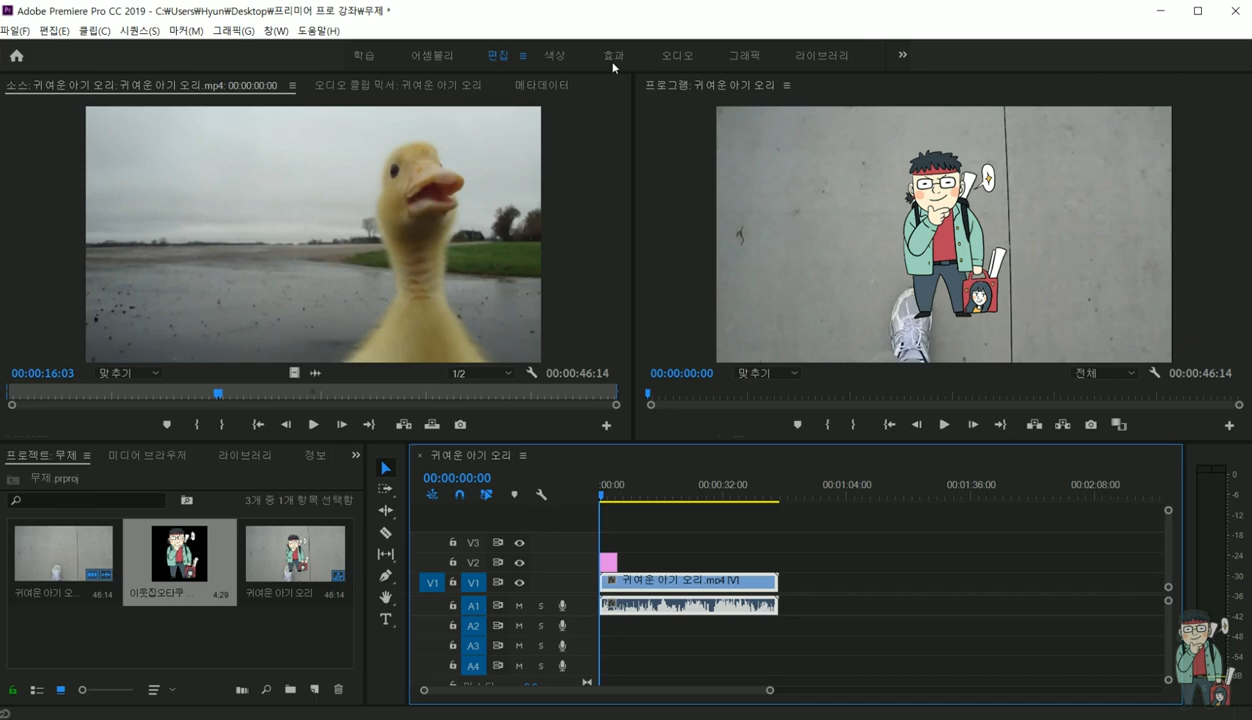 Adobe Premiere Pro CC 2019 - C:₩Users₩Hyun₩Desktop₩프리미어 프로 강좌₩무제 *
파일(F) 편집(E) 클립(C) 시퀀스(S) 마커(M) 그래픽(G) 창(W) 도움말(H)
학습 어셈블리 편집 색상 효과 오디오 그래픽 라이브러리
소스: 귀여운 아기 오리: 귀여운 아기 오리.mp4: 00:00:00:00 오디오 클립 믹서: 귀여운 아기 오리 메타데이터
프로그램: 귀여운 아기 오리
00:00:16:03 맞추기 1/2 00:00:46:14
00:00:00:00 맞추기 전체 00:00:46:14
프로젝트: 무제 미디어 브라우저 라이브러리 정보
무제.prproj
3개 중 1개 항목 선택함
귀여운 아기 오... 46:14
이웃집오타쿠 ... 4;29
귀여운 아기 오리 46:14
× 귀여운 아기 오리
00:00:00:00
:00:00 00:00:32:00 00:01:04:00 00:01:36:00 00:02:08:00
V3
V2
V1 V1 귀여운 아기 오리.mp4 [V]
A1 M S
A2 M S
A3 M S
A4 M S
0
-6
-12
-18
-24
-30
-36
-42
-48
-54
dB